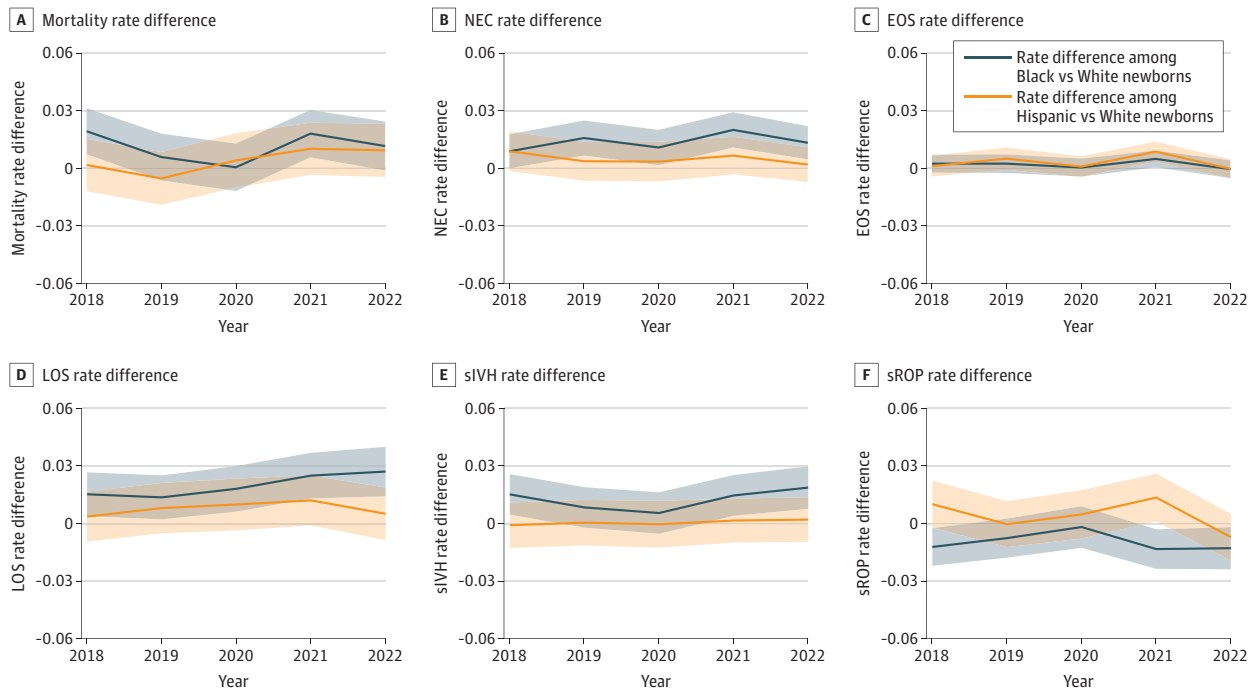 A Mortality rate difference
0.06
0.03
0
-0.03
-0.06
Mortality rate difference
2018 2019 2020 2021 2022
Year
B NEC rate difference
0.06
0.03
0
-0.03
-0.06
NEC rate difference
2018 2019 2020 2021 2022
Year
C EOS rate difference
Rate difference among
Black vs White newborns
Rate difference among
Hispanic vs White newborns
0.06
0.03
0
-0.03
-0.06
EOS rate difference
2018 2019 2020 2021 2022
Year
D LOS rate difference
0.06
0.03
0
-0.03
-0.06
LOS rate difference
2018 2019 2020 2021 2022
Year
E sIVH rate difference
0.06
0.03
0
-0.03
-0.06
sIVH rate difference
2018 2019 2020 2021 2022
Year
F sROP rate difference
0.06
0.03
0
-0.03
-0.06
sROP rate difference
2018 2019 2020 2021 2022
Year